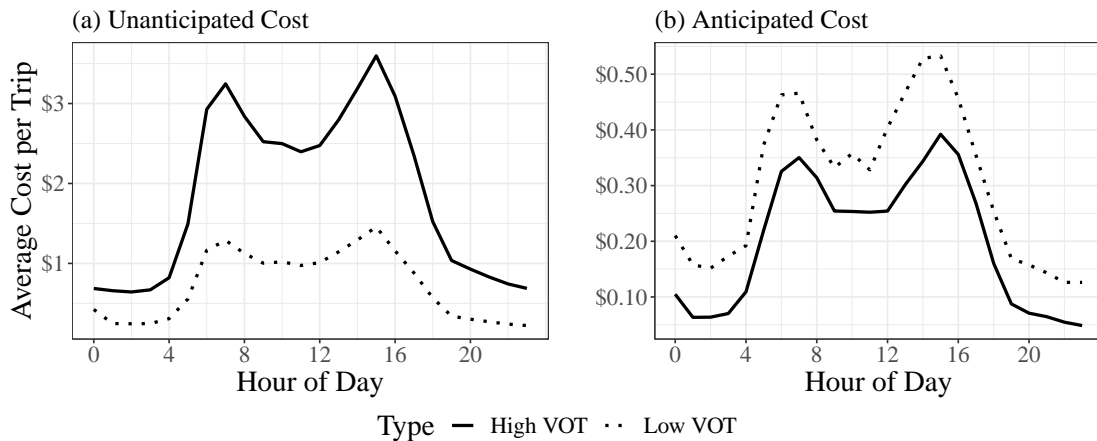 (a) Unanticipated Cost
(b) Anticipated Cost
Average Cost per Trip
$3
$2
$1
0 4 8 12 16 20
Hour of Day
$0.50
$0.40
$0.30
$0.20
$0.10
0 4 8 12 16 20
Hour of Day
Type High VOT Low VOT